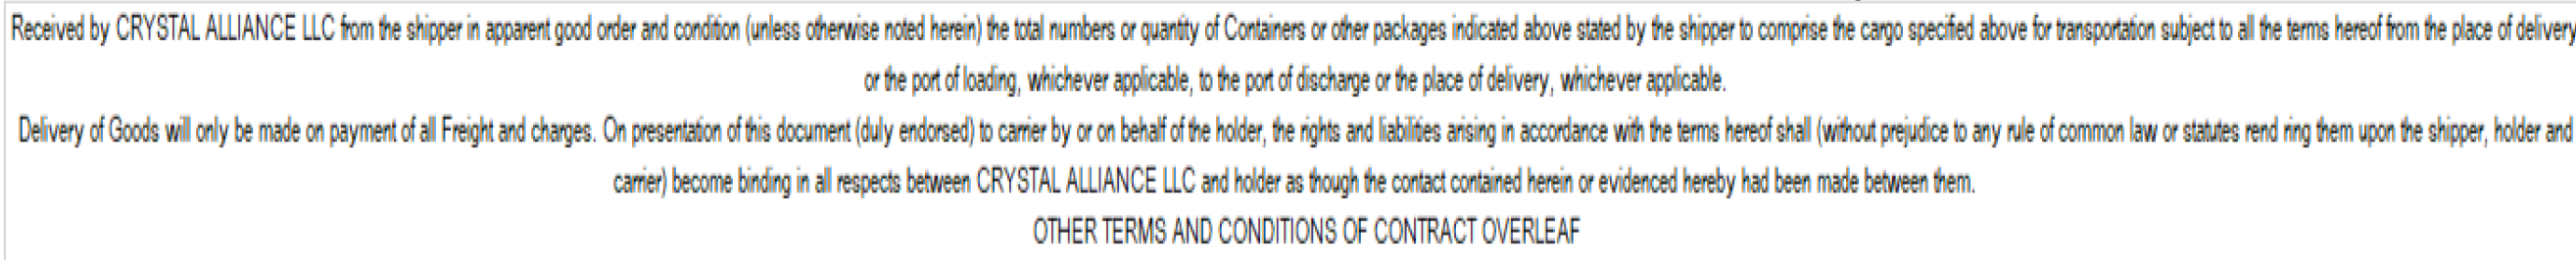 Received by CRYSTAL ALLIANCE LLC from the shipper in apparent good order and condition (unless otherwise noted herein) the total numbers or quantity of Containers or other packages indicated above stated by the shipper to comprise the cargo specified above for transportation subject to all the terms hereof from the place of delivery
or the port of loading, whichever applicable, to the port of discharge or the place of delivery, whichever applicable.
Delivery of Goods will only be made on payment of all Freight and charges. On presentation of this document (duly endorsed) to carrier by or on behalf of the holder, the rights and liabilities arising in accordance with the terms hereof shall (without prejudice to any rule of common law or statutes rend ring them upon the shipper, holder and
carrier) become binding in all respects between CRYSTAL ALLIANCE LLC and holder as though the contact contained herein or evidenced hereby had been made between them.
OTHER TERMS AND CONDITIONS OF CONTRACT OVERLEAF